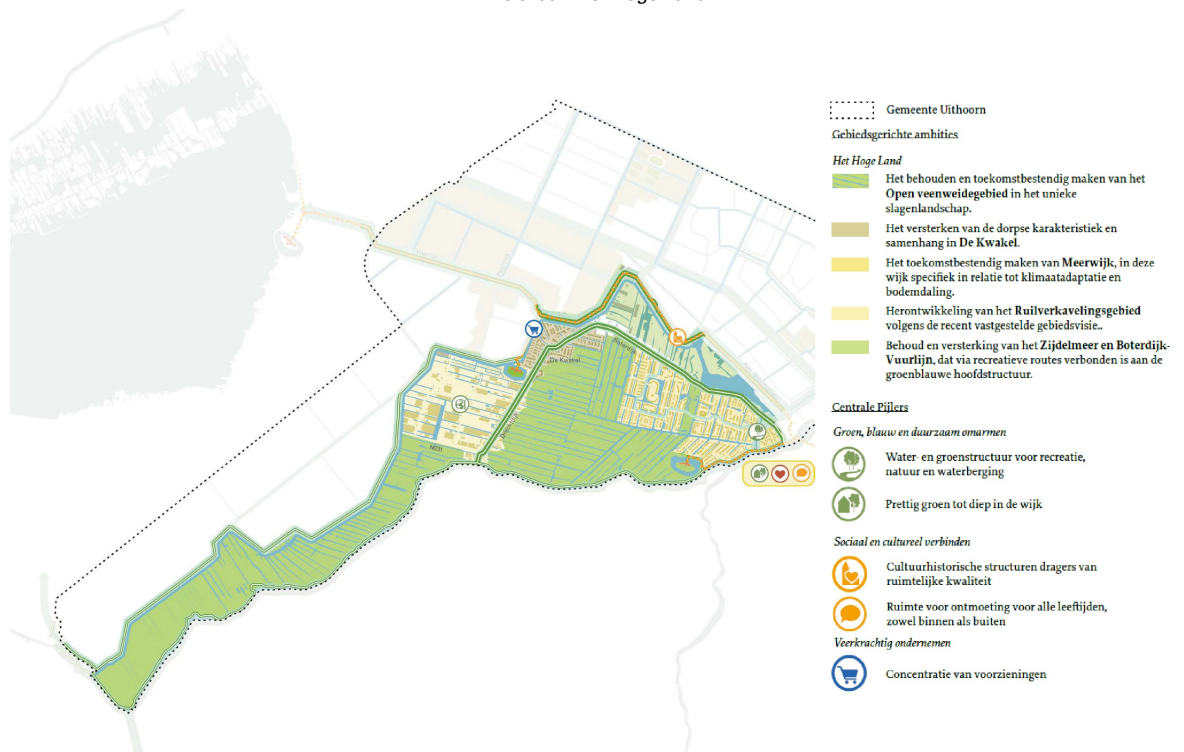 Gemeente Uithoorn
Gebiedsgerichte ambities
Het Hoge Land
Het behouden en toekomstbestendig maken van het
Open veenweidegebied in het unieke
slagenlandschap.
Het versterken van de dorpse karakteristiek en
samenhang in De Kwakel.
Het toekomstbestendig maken van Meerwijk, in deze
wijk specifiek in relatie tot klimaatadaptatie en
bodemdaling.
Herontwikkeling van het Ruilverkavelingsgebied
volgens de recent vastgestelde gebiedsvisie..
Behoud en versterking van het Zijdelmeer en Boterdijk-
Vuurlijn, dat via recreatieve routes verbonden is aan de
groenblauwe hoofdstructuur.
Centrale Pijlers
Groen, blauw en duurzaam omarmen
Water- en groenstructuur voor recreatie,
natuur en waterberging
Prettig groen tot diep in de wijk
Sociaal en cultureel verbinden
Cultuurhistorische structuren dragers van
ruimtelijke kwaliteit
Ruimte voor ontmoeting voor alle leeftijden,
zowel binnen als buiten
Veerkrachtig ondernemen
Concentratie van voorzieningen
De Kwakel
Boterdijk
N231